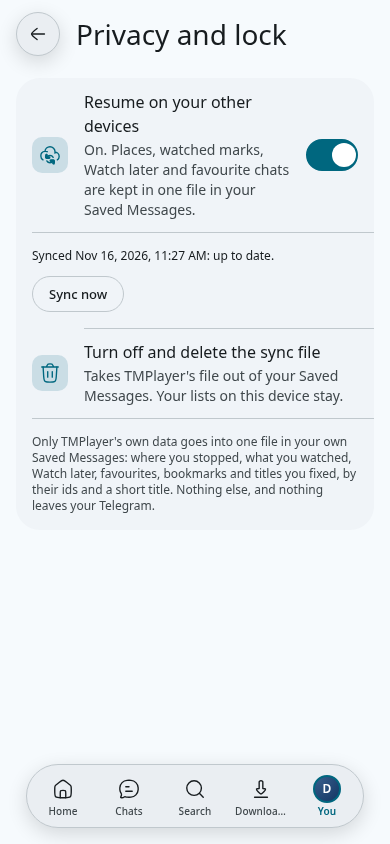 Privacy and lock
Resume on your other
devices
On. Places, watched marks,
Watch later and favourite chats
are kept in one file in your
Saved Messages.
Synced Nov 16, 2026, 11:27 AM: up to date.
Sync now
Turn off and delete the sync file
Takes TMPlayer's file out of your Saved
Messages. Your lists on this device stay.
Only TMPlayer's own data goes into one file in your own
Saved Messages: where you stopped, what you watched,
Watch later, favourites, bookmarks and titles you fixed, by
their ids and a short title. Nothing else, and nothing
leaves your Telegram.
D
Home Chats Search Downloa... You